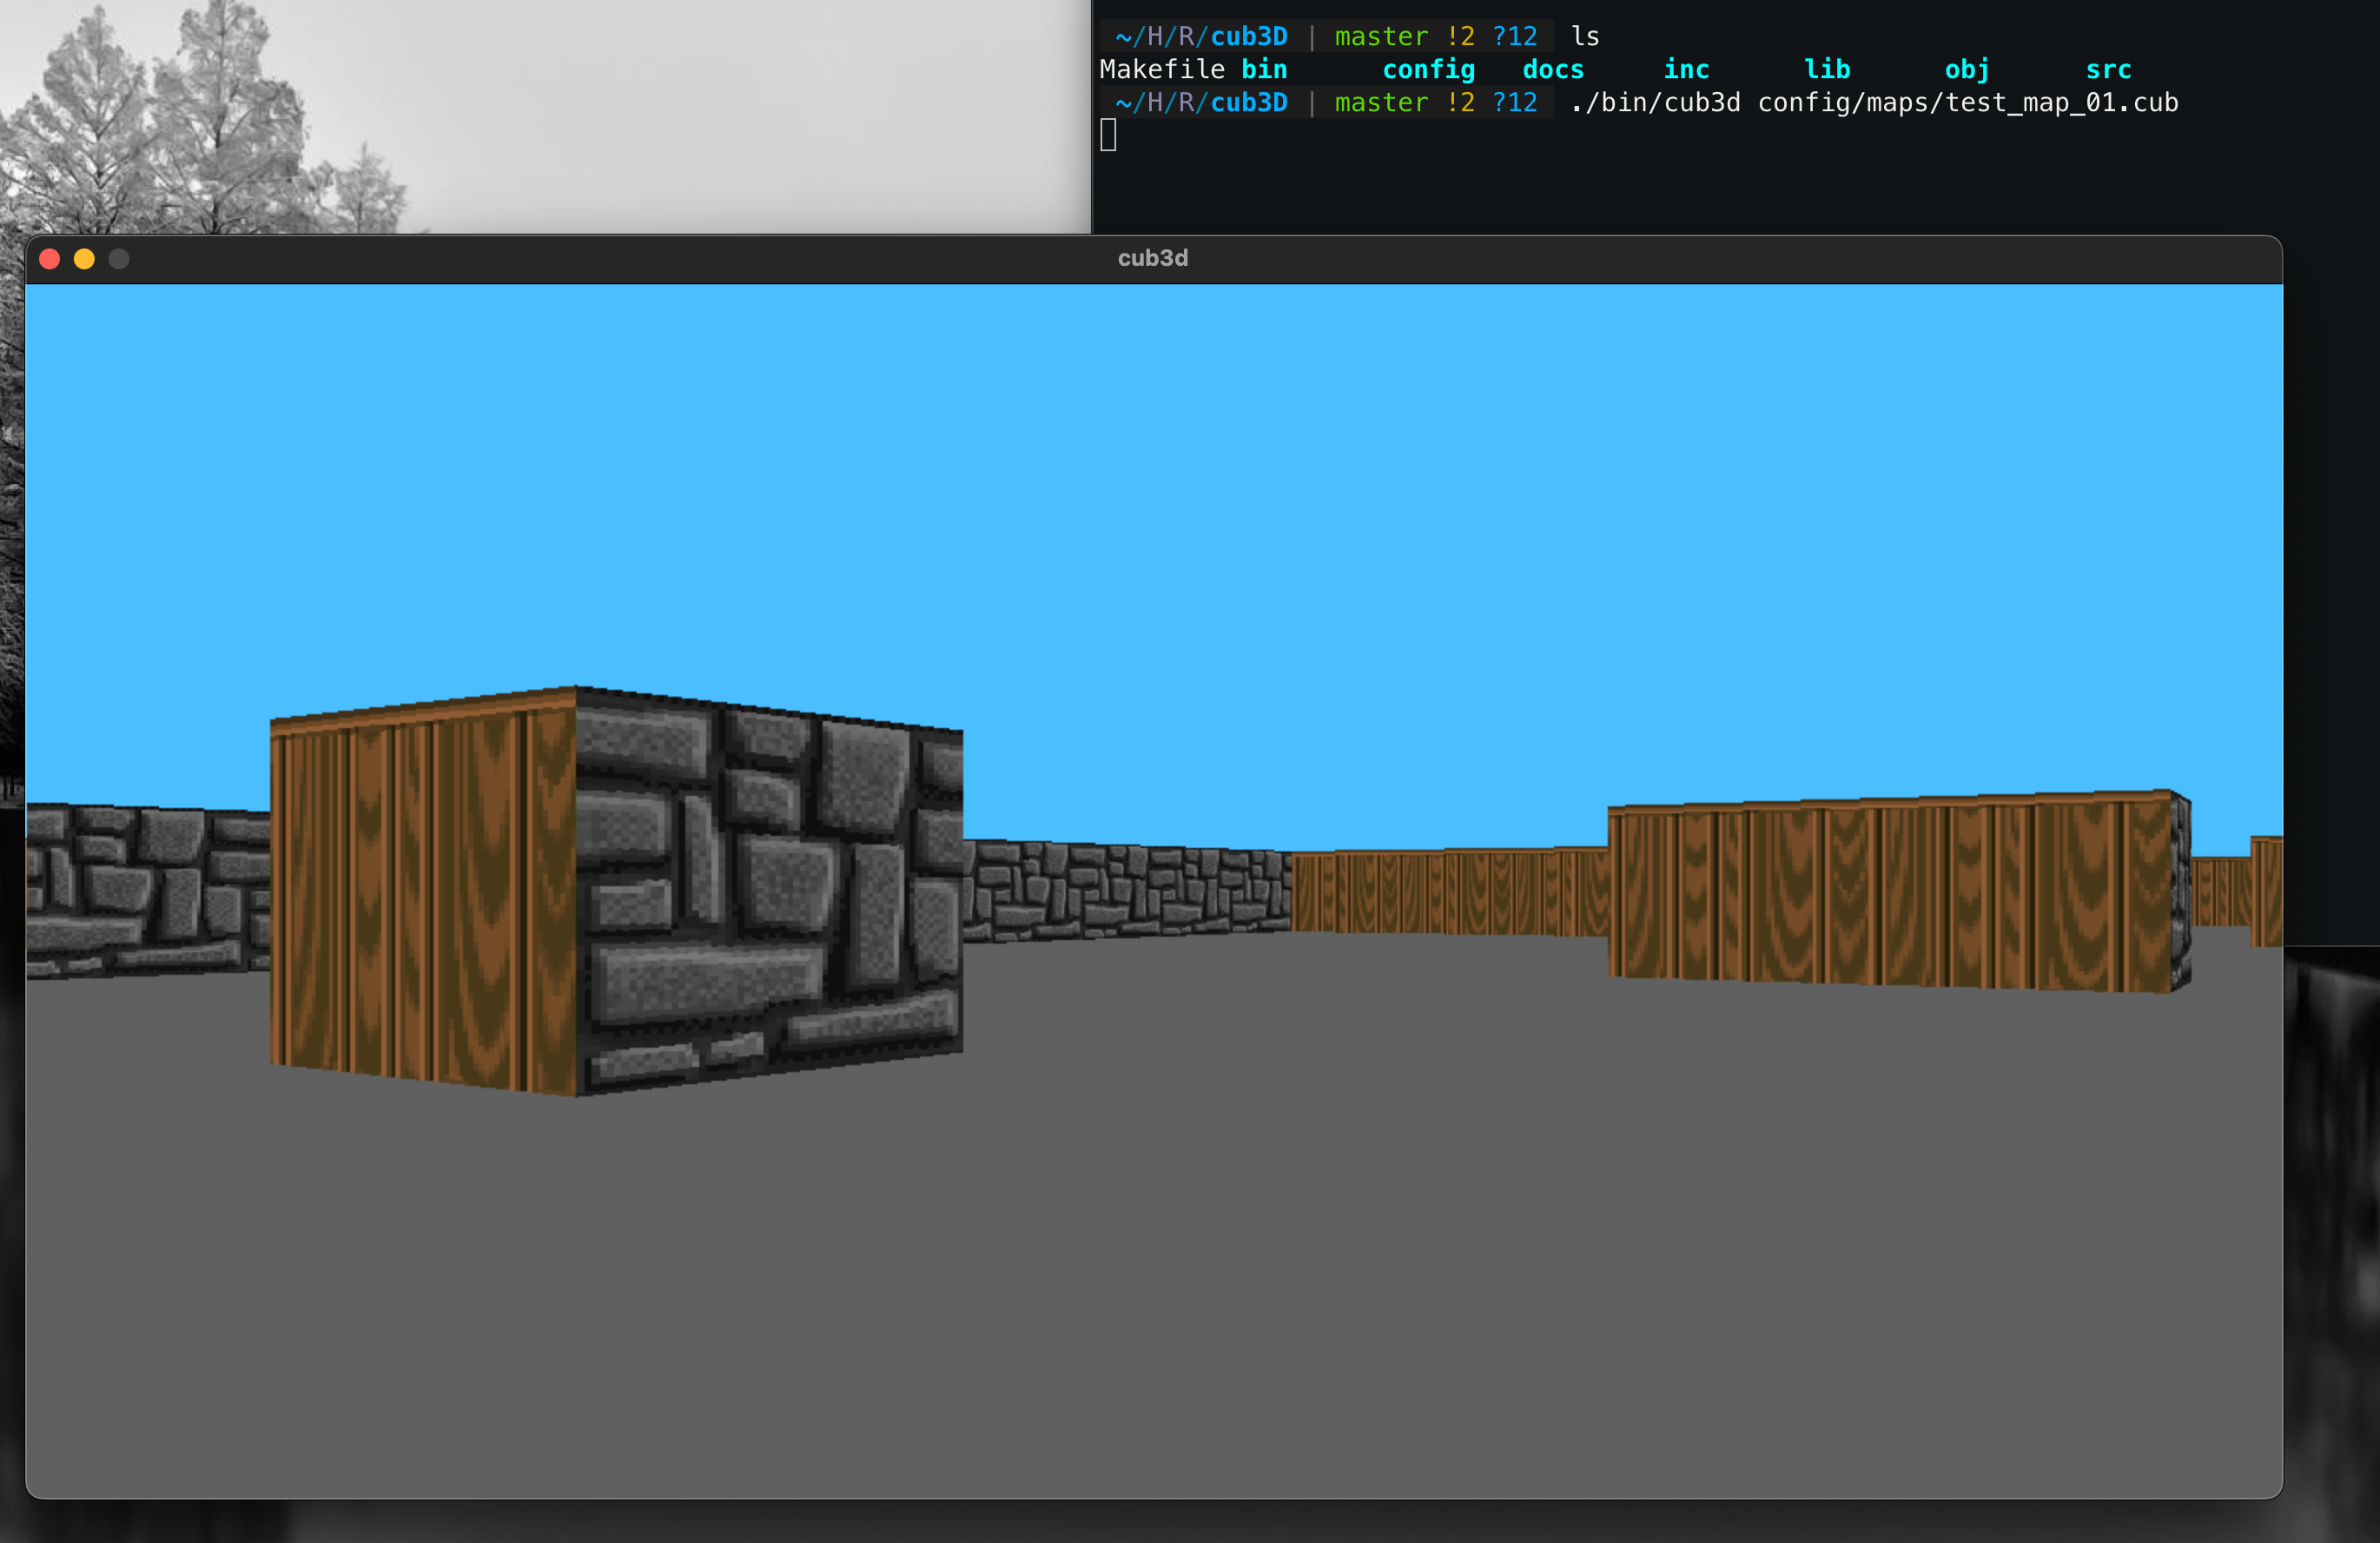 ~/H/R/cub3D | master !2 ?12 ls
Makefile bin config docs inc lib obj src
~/H/R/cub3D | master !2 ?12 ./bin/cub3d config/maps/test_map_01.cub
cub3d